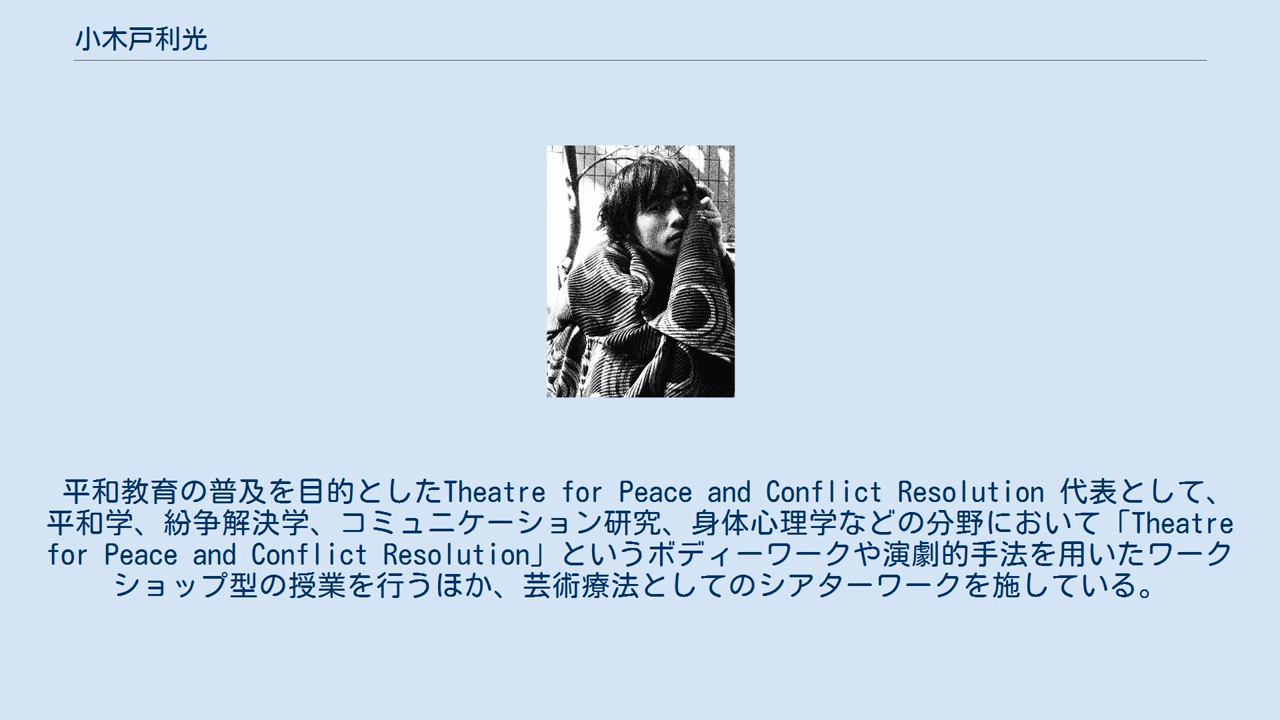 小木戸利光
平和教育の普及を目的としたTheatre for Peace and Conflict Resolution 代表として、
平和学、紛争解決学、コミュニケーション研究、身体心理学などの分野において「Theatre
for Peace and Conflict Resolution」というボディーワークや演劇的手法を用いたワーク
ショップ型の授業を行うほか、芸術療法としてのシアターワークを施している。